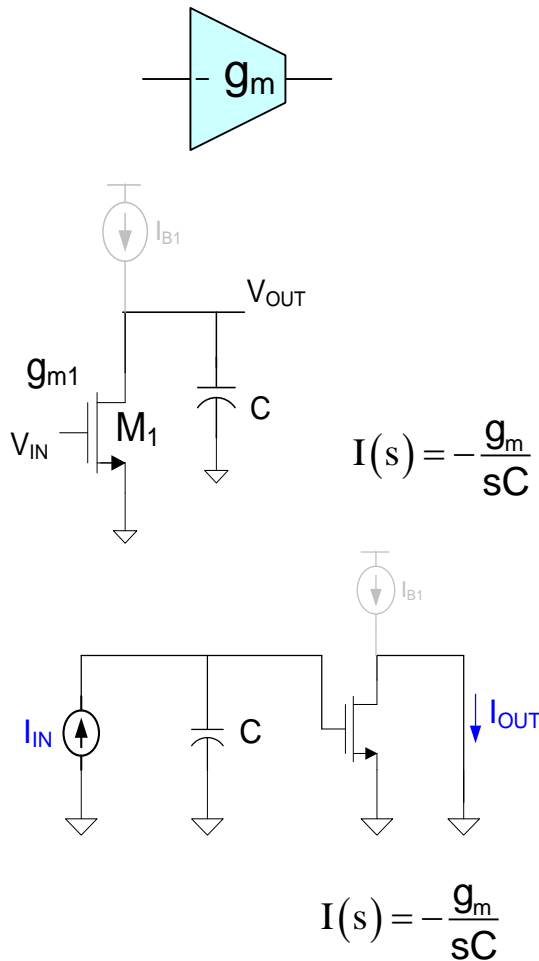 - gm
IB1
VOUT
gm1
M1
VIN
C
I(s) = - gm/sC
IB1
IIN
C
IOUT
I(s) = - gm/sC